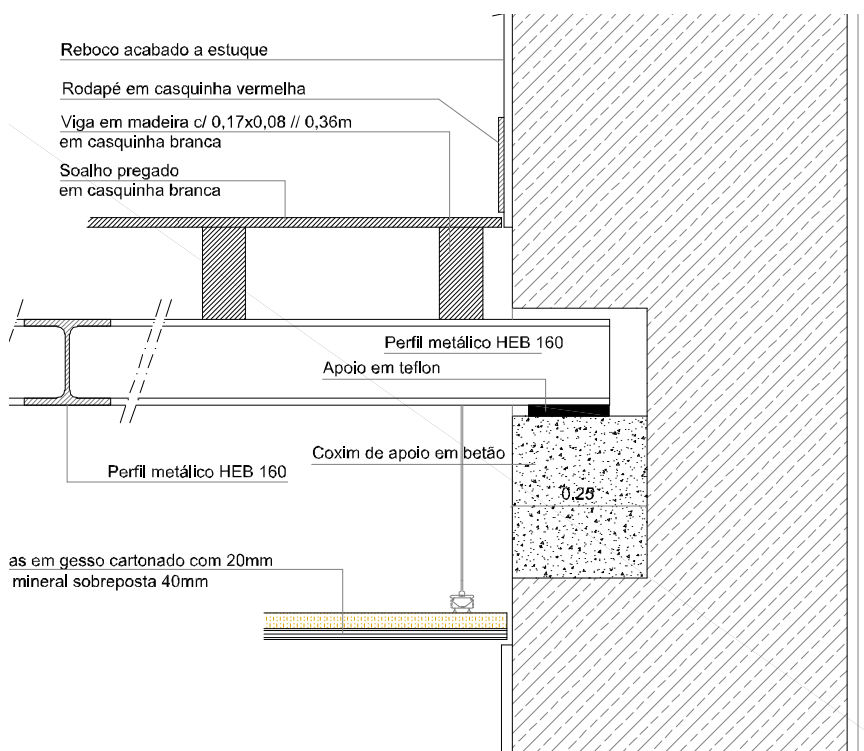 Reboco acabado a estuque
Rodapé em casquinha vermelha
Viga em madeira c/ 0,17x0,08 // 0,36m
em casquinha branca
Soalho pregado
em casquinha branca
Perfil metálico HEB 160
Apoio em teflon
Coxim de apoio em betão
Perfil metálico HEB 160
0,25
as em gesso cartonado com 20mm
mineral sobreposta 40mm